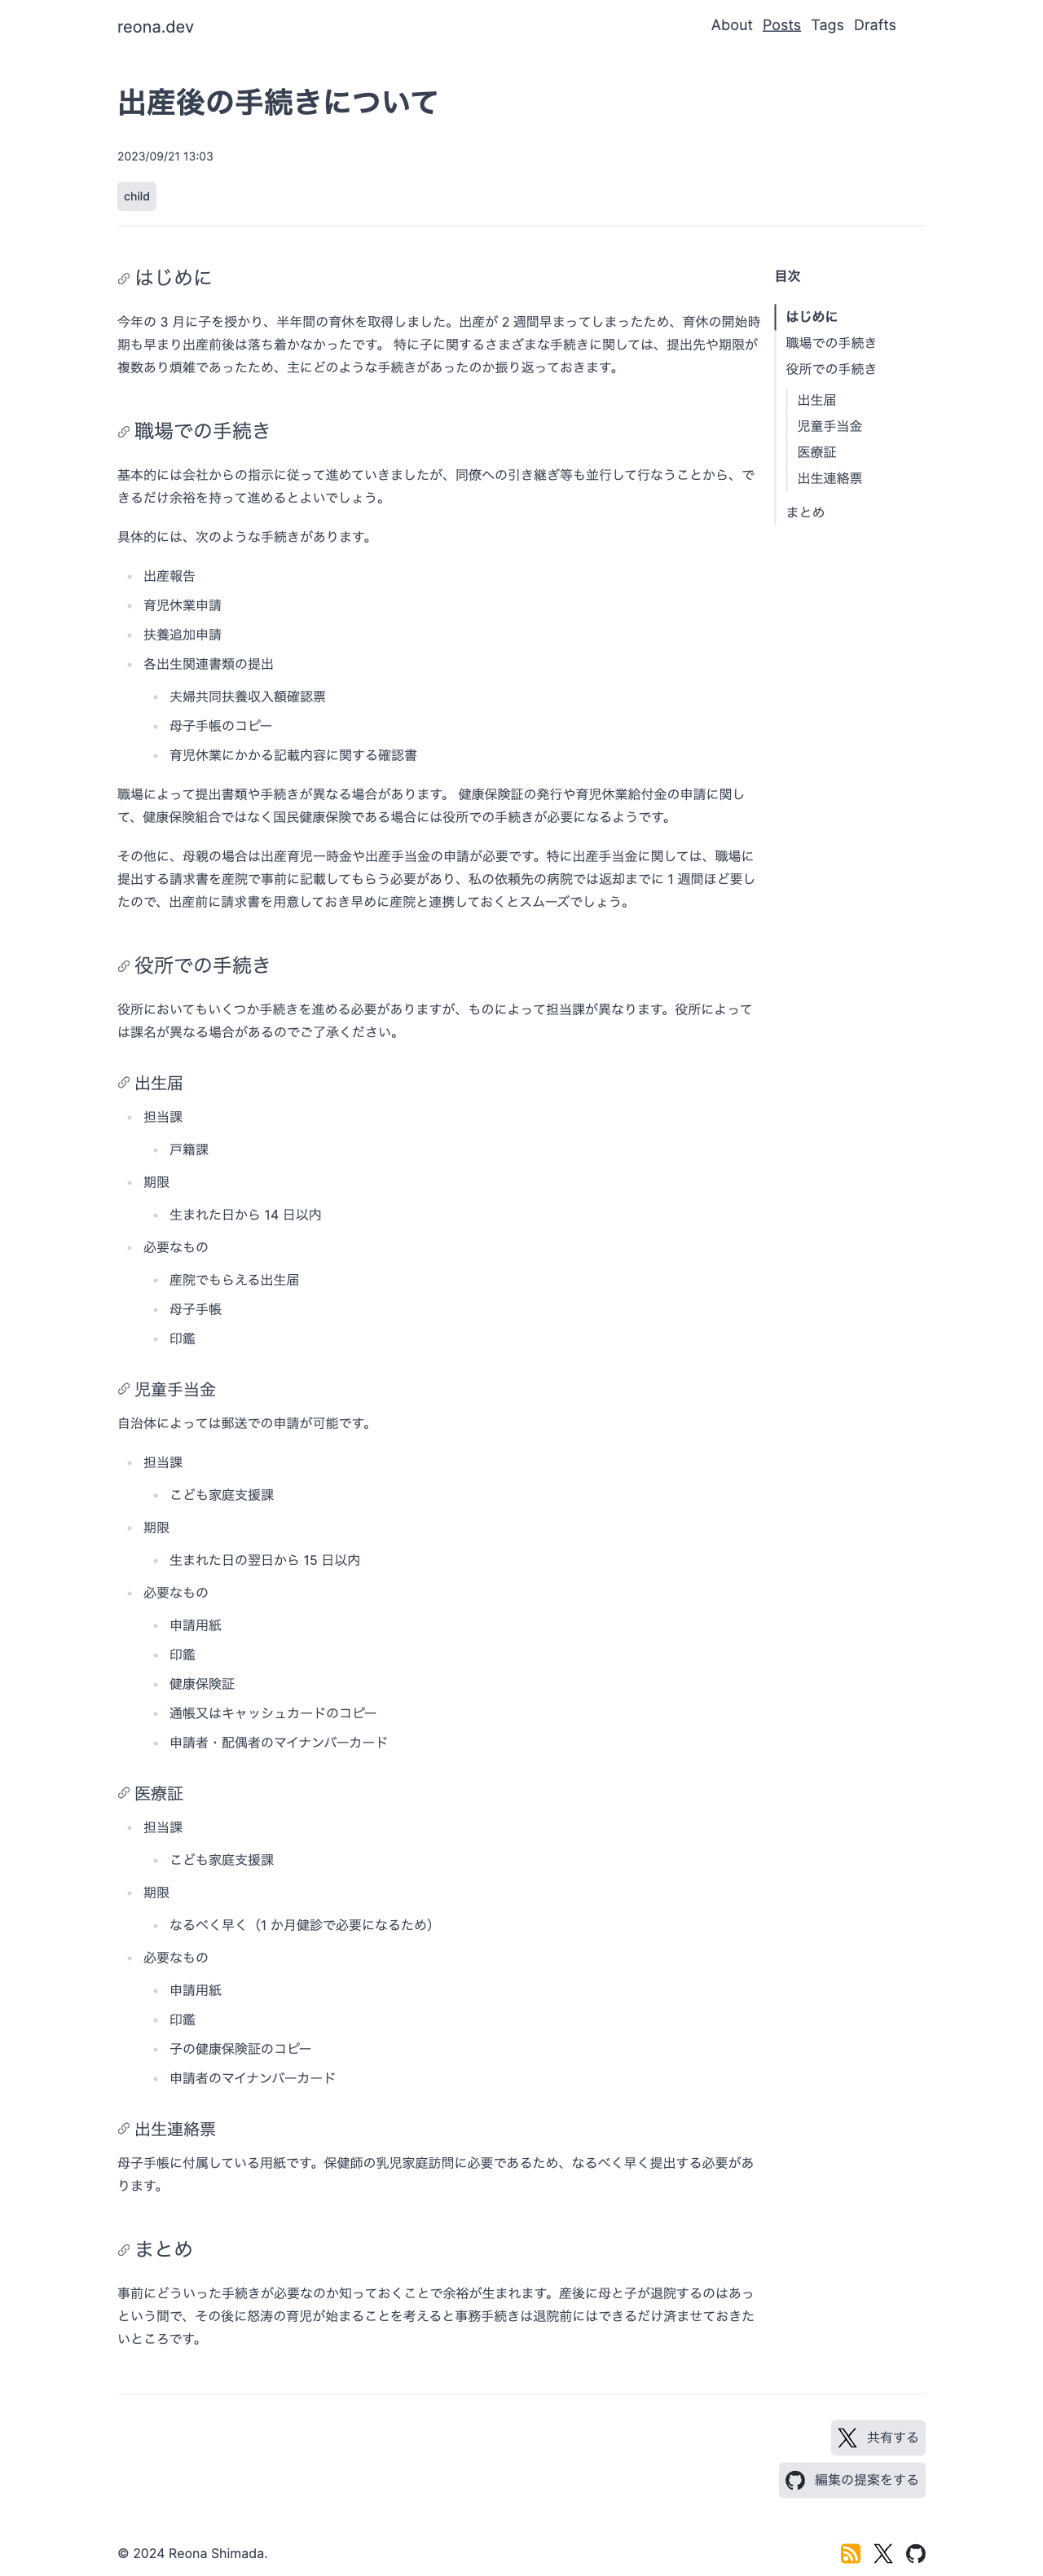 reona.dev
About Posts Tags Drafts
出産後の手続きについて
2023/09/21 13:03
child
はじめに
今年の 3 月に子を授かり、半年間の育休を取得しました。出産が 2 週間早まってしまったため、育休の開始時
期も早まり出産前後は落ち着かなかったです。 特に子に関するさまざまな手続きに関しては、提出先や期限が
複数あり煩雑であったため、主にどのような手続きがあったのか振り返っておきます。
職場での手続き
基本的には会社からの指示に従って進めていきましたが、同僚への引き継ぎ等も並行して行なうことから、で
きるだけ余裕を持って進めるとよいでしょう。
具体的には、次のような手続きがあります。
出産報告
育児休業申請
扶養追加申請
各出生関連書類の提出
夫婦共同扶養収入額確認票
母子手帳のコピー
育児休業にかかる記載内容に関する確認書
職場によって提出書類や手続きが異なる場合があります。 健康保険証の発行や育児休業給付金の申請に関し
て、健康保険組合ではなく国民健康保険である場合には役所での手続きが必要になるようです。
その他に、母親の場合は出産育児一時金や出産手当金の申請が必要です。特に出産手当金に関しては、職場に
提出する請求書を産院で事前に記載してもらう必要があり、私の依頼先の病院では返却までに 1 週間ほど要し
たので、出産前に請求書を用意しておき早めに産院と連携しておくとスムーズでしょう。
役所での手続き
役所においてもいくつか手続きを進める必要がありますが、ものによって担当課が異なります。役所によって
は課名が異なる場合があるのでご了承ください。
出生届
担当課
戸籍課
期限
生まれた日から 14 日以内
必要なもの
産院でもらえる出生届
母子手帳
印鑑
児童手当金
自治体によっては郵送での申請が可能です。
担当課
こども家庭支援課
期限
生まれた日の翌日から 15 日以内
必要なもの
申請用紙
印鑑
健康保険証
通帳又はキャッシュカードのコピー
申請者・配偶者のマイナンバーカード
医療証
担当課
こども家庭支援課
期限
なるべく早く（1 か月健診で必要になるため）
必要なもの
申請用紙
印鑑
子の健康保険証のコピー
申請者のマイナンバーカード
出生連絡票
母子手帳に付属している用紙です。保健師の乳児家庭訪問に必要であるため、なるべく早く提出する必要があ
ります。
まとめ
事前にどういった手続きが必要なのか知っておくことで余裕が生まれます。産後に母と子が退院するのはあっ
という間で、その後に怒涛の育児が始まることを考えると事務手続きは退院前にはできるだけ済ませておきた
いところです。
目次
はじめに
職場での手続き
役所での手続き
出生届
児童手当金
医療証
出生連絡票
まとめ
共有する
編集の提案をする
© 2024 Reona Shimada.